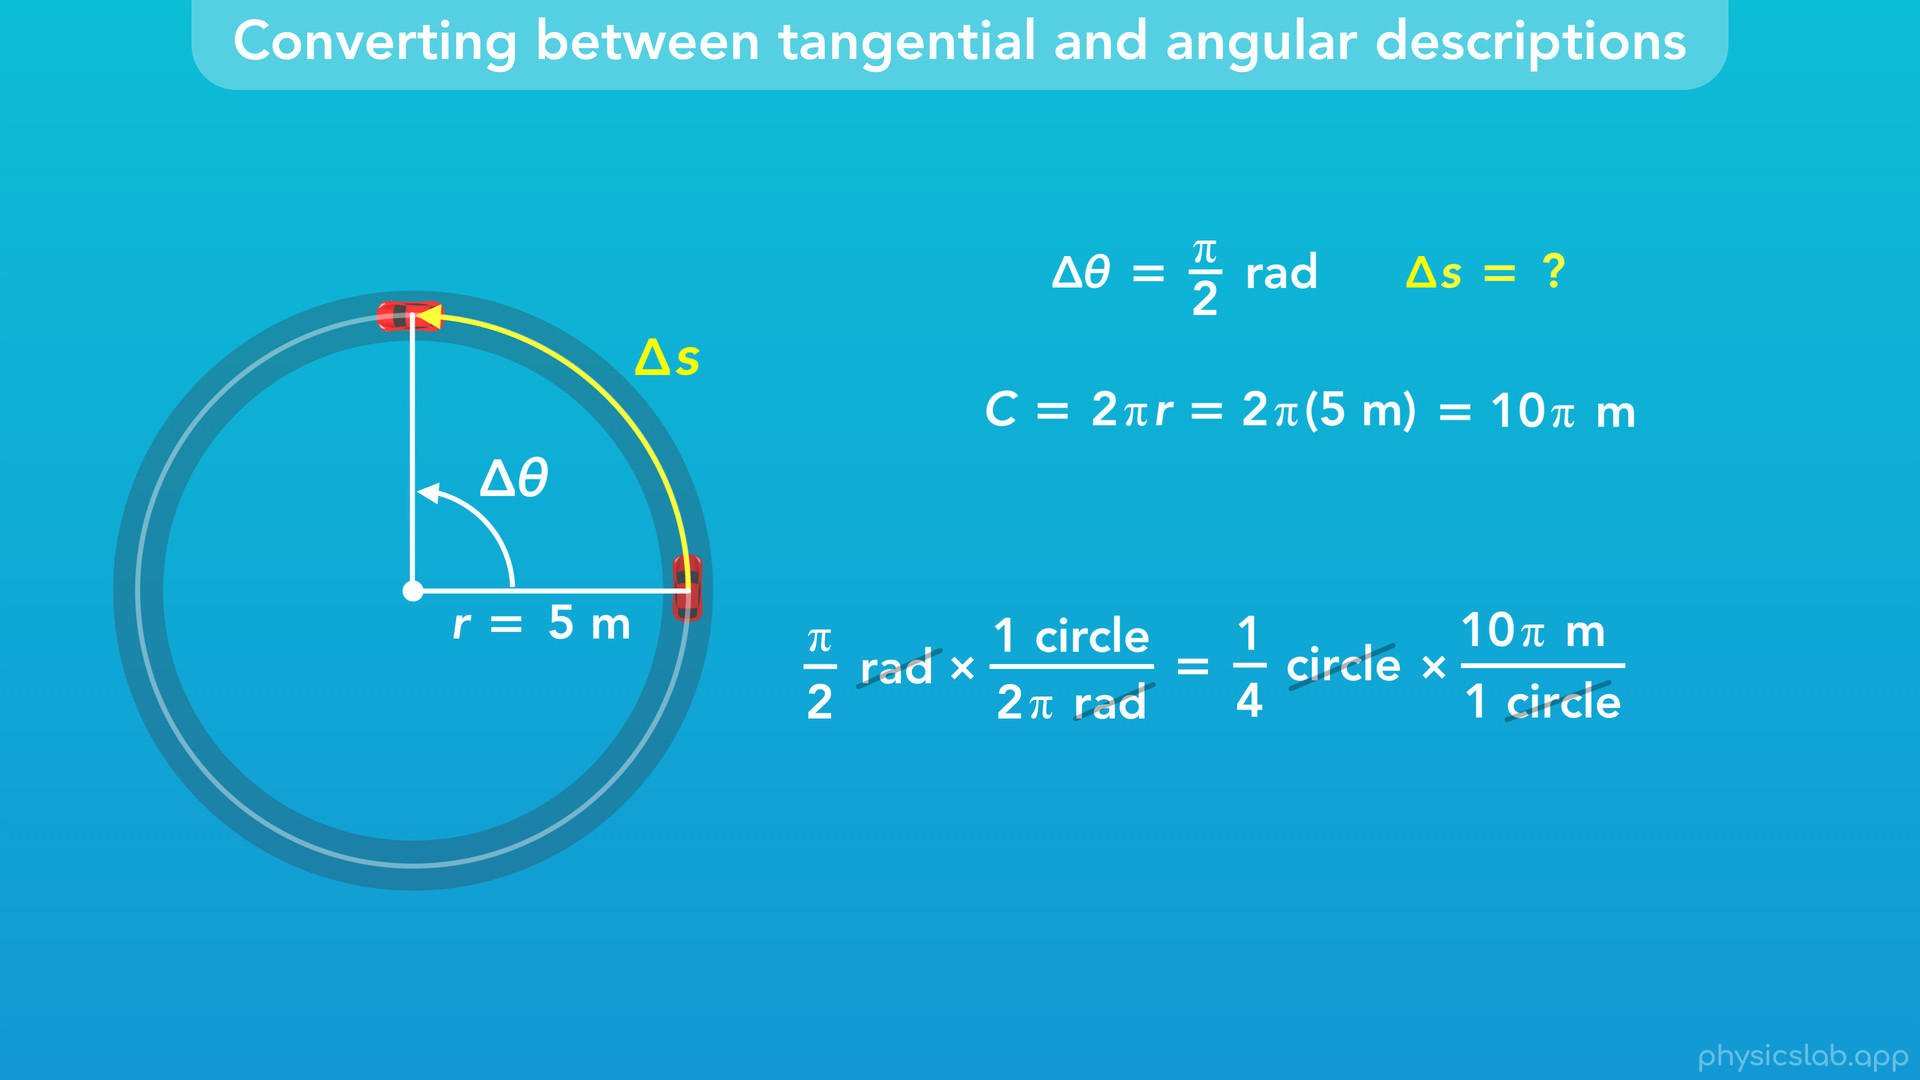 Converting between tangential and angular descriptions
Δθ = π/2 rad
Δs = ?
C = 2πr = 2π(5 m) = 10π m
Δs
Δθ
r = 5 m
π/2 rad × 1 circle/2π rad = 1/4 circle × 10π m/1 circle
physicslab.app